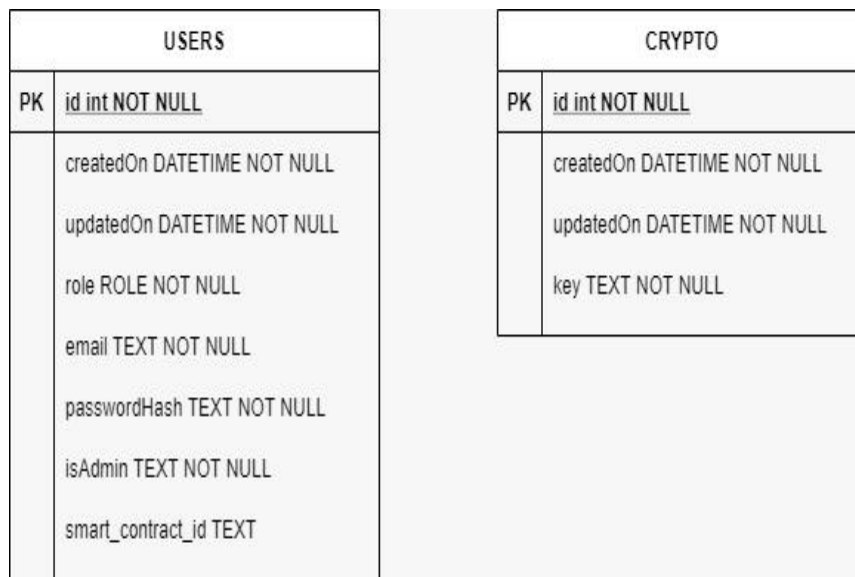 USERS
PK id int NOT NULL
createdOn DATETIME NOT NULL
updatedOn DATETIME NOT NULL
role ROLE NOT NULL
email TEXT NOT NULL
passwordHash TEXT NOT NULL
isAdmin TEXT NOT NULL
smart_contract_id TEXT
CRYPTO
PK id int NOT NULL
createdOn DATETIME NOT NULL
updatedOn DATETIME NOT NULL
key TEXT NOT NULL